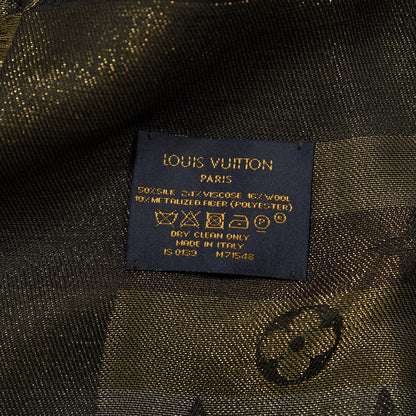 LOUIS VUITTON
PARIS
50% SILK 24% VISCOSE 16% WOOL
10% METALIZED FIBER (POLYESTER)
P
DRY CLEAN ONLY
MADE IN ITALY
IS 0139 M71548